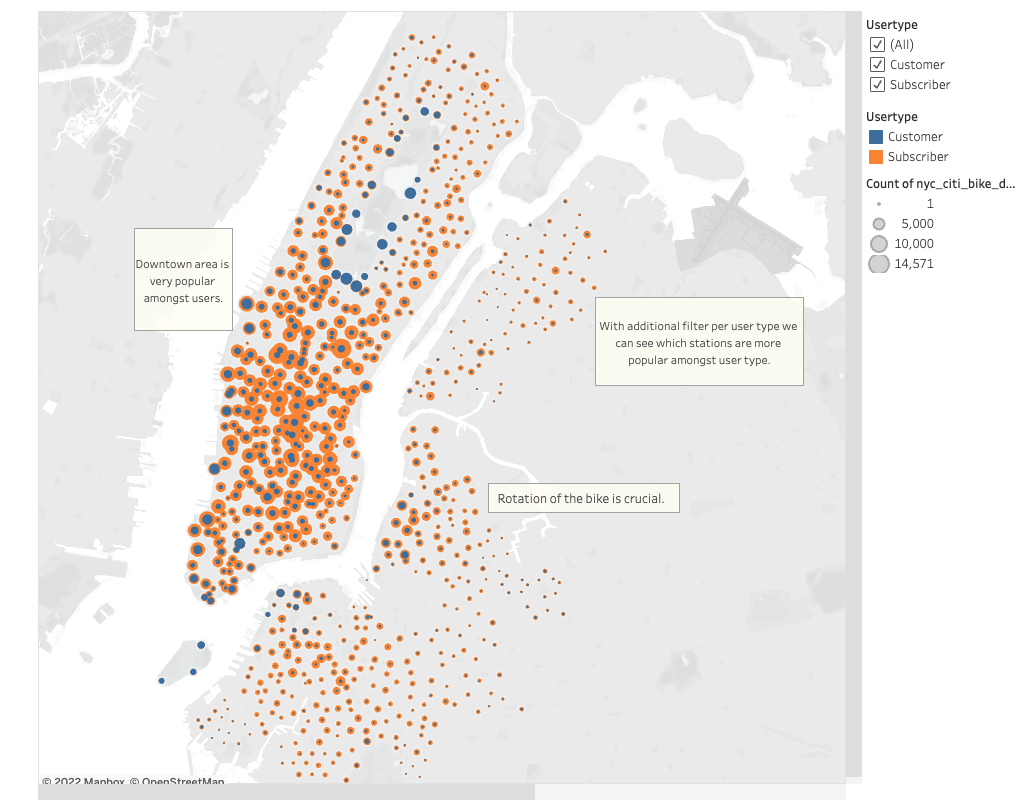 Usertype
(All)
Customer
Subscriber
Usertype
Customer
Subscriber
Count of nyc_citi_bike_d...
1
5,000
10,000
14,571
Downtown area is
very popular
amongst users.
With additional filter per user type we
can see which stations are more
popular amongst user type.
Rotation of the bike is crucial.
© 2022 Mapbox © OpenStreetMap